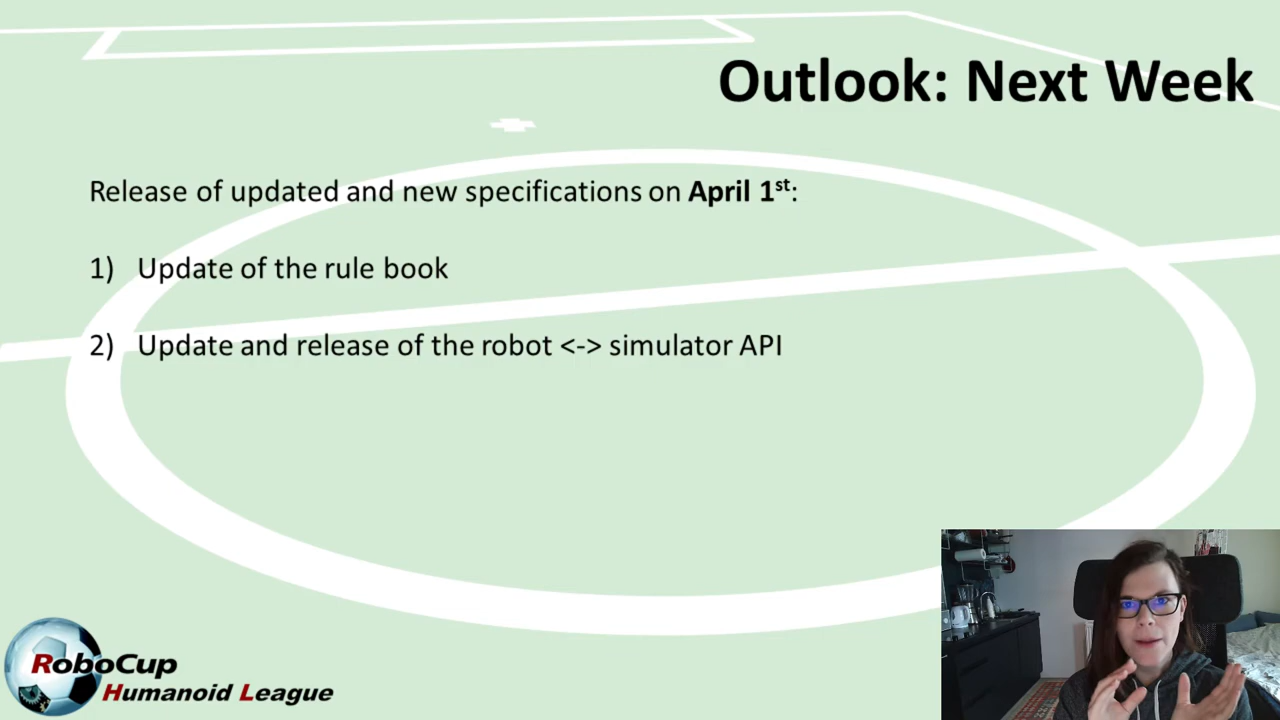 Outlook: Next Week
Release of updated and new specifications on April 1st:
1) Update of the rule book
2) Update and release of the robot <-> simulator API
RoboCup
Humanoid League